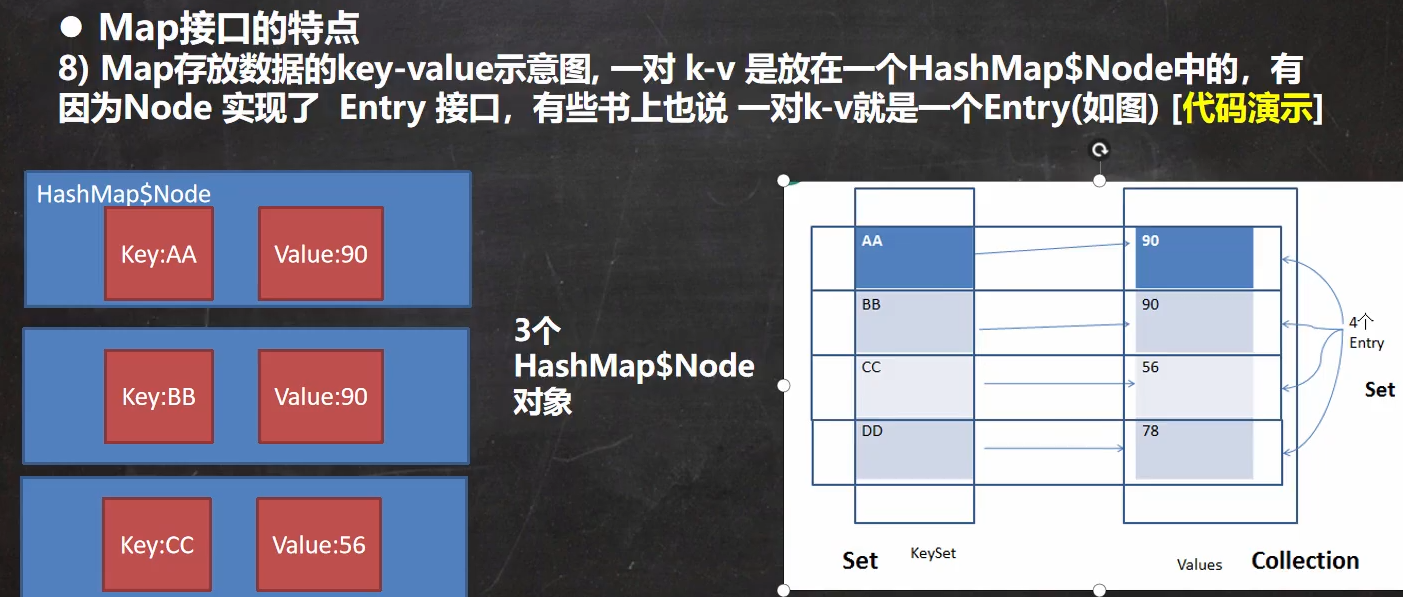 ● Map接口的特点
8) Map存放数据的key-value示意图, 一对 k-v 是放在一个HashMap$Node中的，有
因为Node 实现了 Entry 接口，有些书上也说 一对k-v就是一个Entry(如图) [代码演示]
HashMap$Node
Key:AA
Value:90
Key:BB
Value:90
Key:CC
Value:56
3个
HashMap$Node
对象
AA
90
BB
90
CC
56
DD
78
4个
Entry
Set
Set
KeySet
Values
Collection